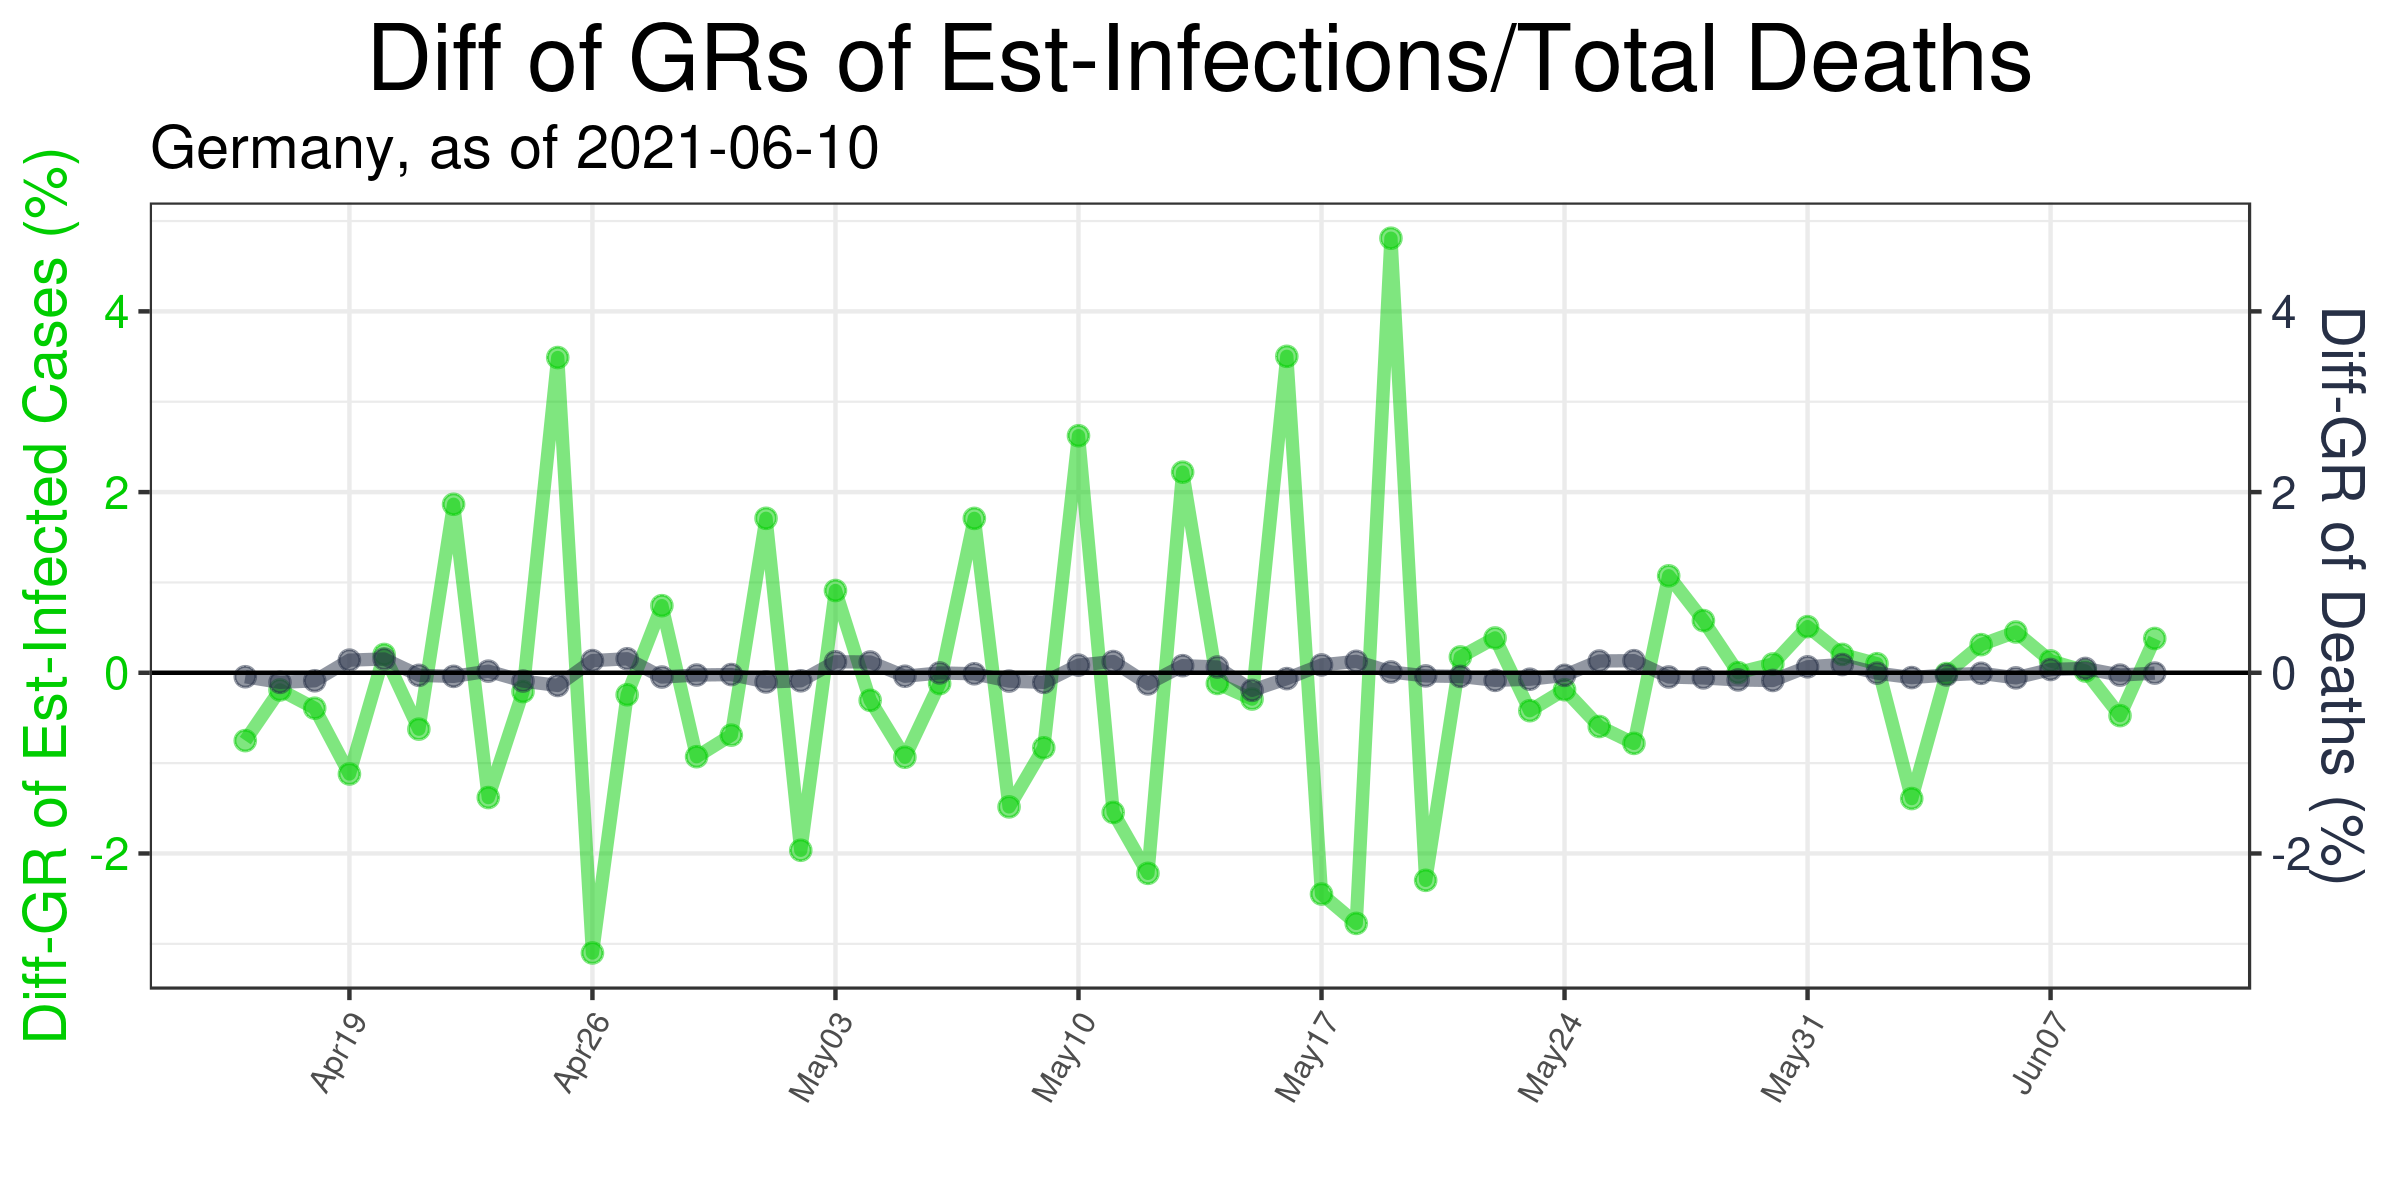 Diff of GRs of Est-Infections/Total Deaths
Germany, as of 2021-06-10
Diff-GR of Est-Infected Cases (%)
4
2
0
-2
4
2
0
-2
Diff-GR of Deaths (%)
Apr19
Apr26
May03
May10
May17
May24
May31
Jun07